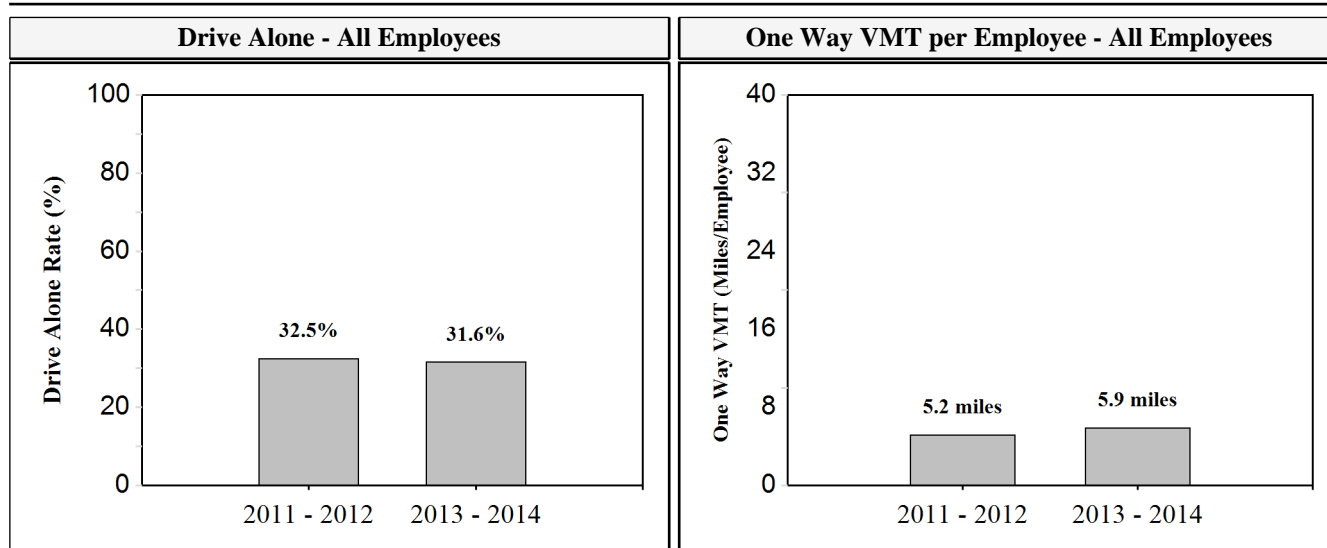 Drive Alone - All Employees
One Way VMT per Employee - All Employees
Drive Alone Rate (%)
100
80
60
40
20
0
32.5%
31.6%
2011 - 2012
2013 - 2014
One Way VMT (Miles/Employee)
40
32
24
16
8
0
5.2 miles
5.9 miles
2011 - 2012
2013 - 2014